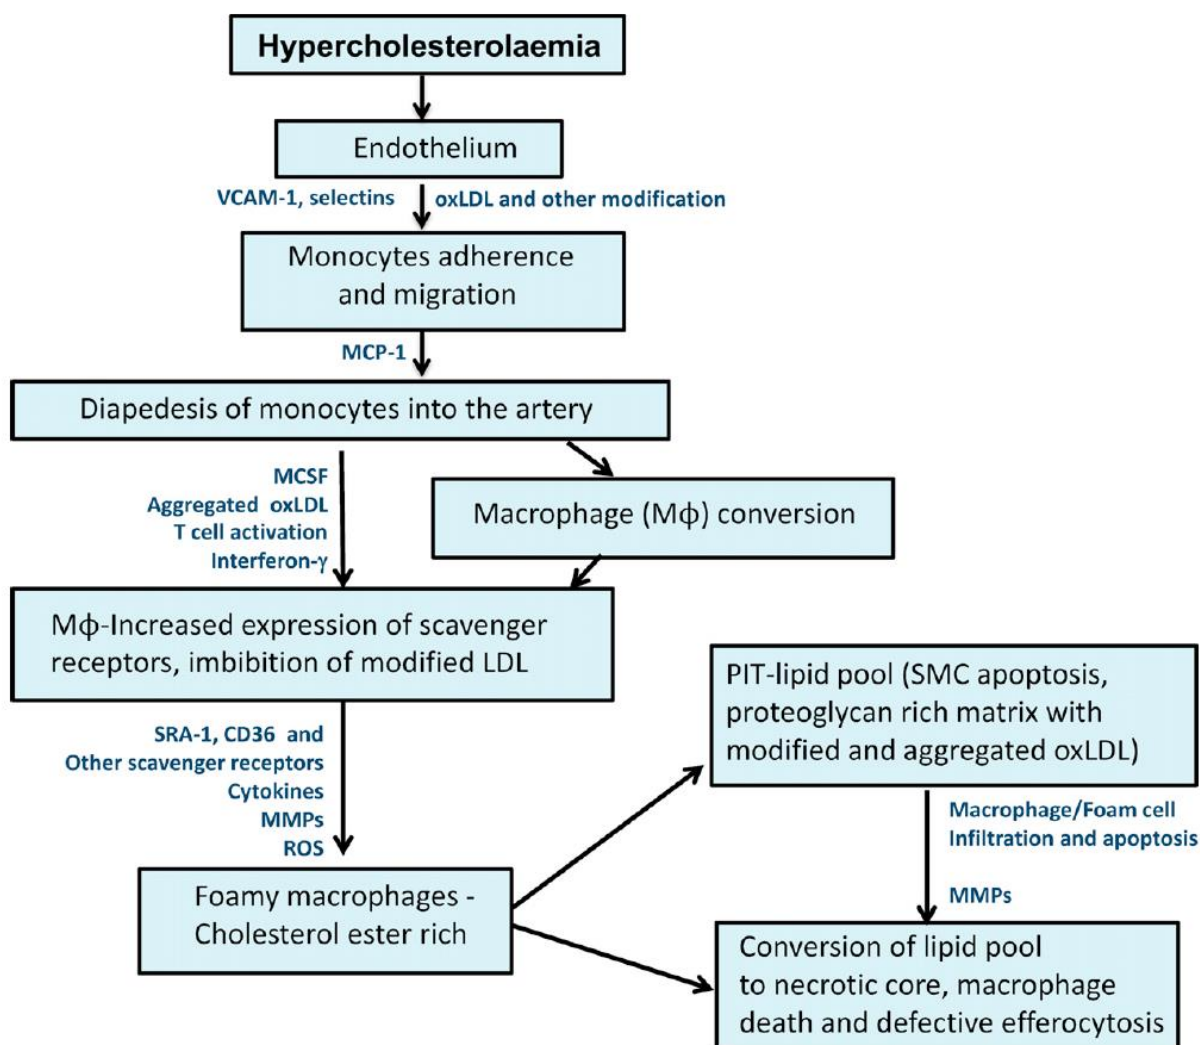 Hypercholesterolaemia
Endothelium
VCAM-1, selectins
oxLDL and other modification
Monocytes adherence
and migration
MCP-1
Diapedesis of monocytes into the artery
MCSF
Aggregated oxLDL
T cell activation
Interferon-γ
Macrophage (Mϕ) conversion
Mϕ-Increased expression of scavenger
receptors, imbibition of modified LDL
SRA-1, CD36 and
Other scavenger receptors
Cytokines
MMPs
ROS
Foamy macrophages -
Cholesterol ester rich
PIT-lipid pool (SMC apoptosis,
proteoglycan rich matrix with
modified and aggregated oxLDL)
Macrophage/Foam cell
Infiltration and apoptosis
MMPs
Conversion of lipid pool
to necrotic core, macrophage
death and defective efferocytosis